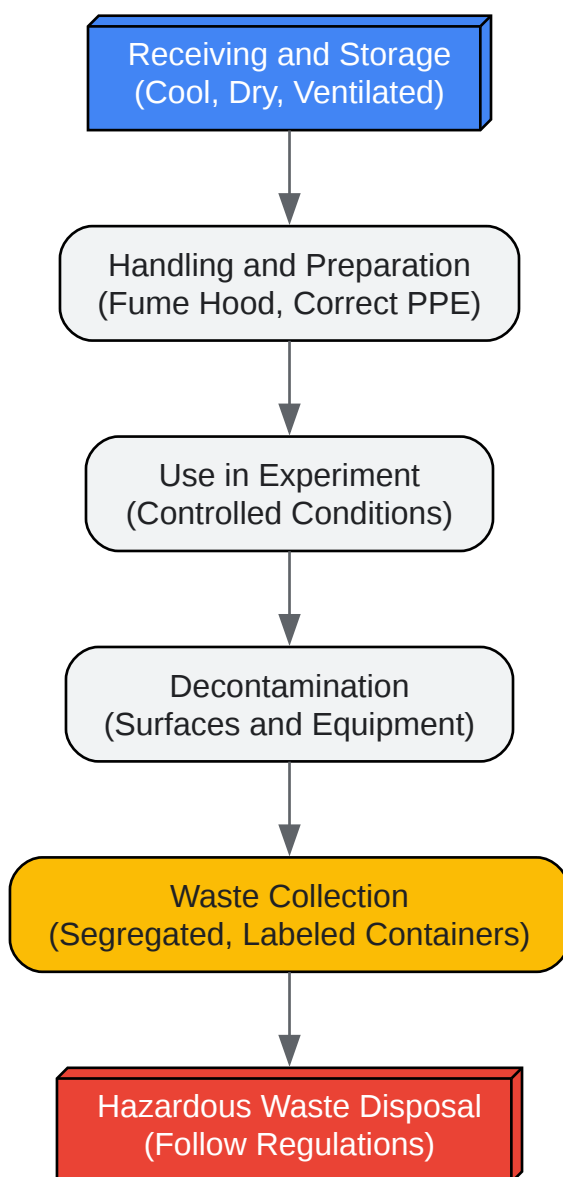 Receiving and Storage
(Cool, Dry, Ventilated)
Handling and Preparation
(Fume Hood, Correct PPE)
Use in Experiment
(Controlled Conditions)
Decontamination
(Surfaces and Equipment)
Waste Collection
(Segregated, Labeled Containers)
Hazardous Waste Disposal
(Follow Regulations)